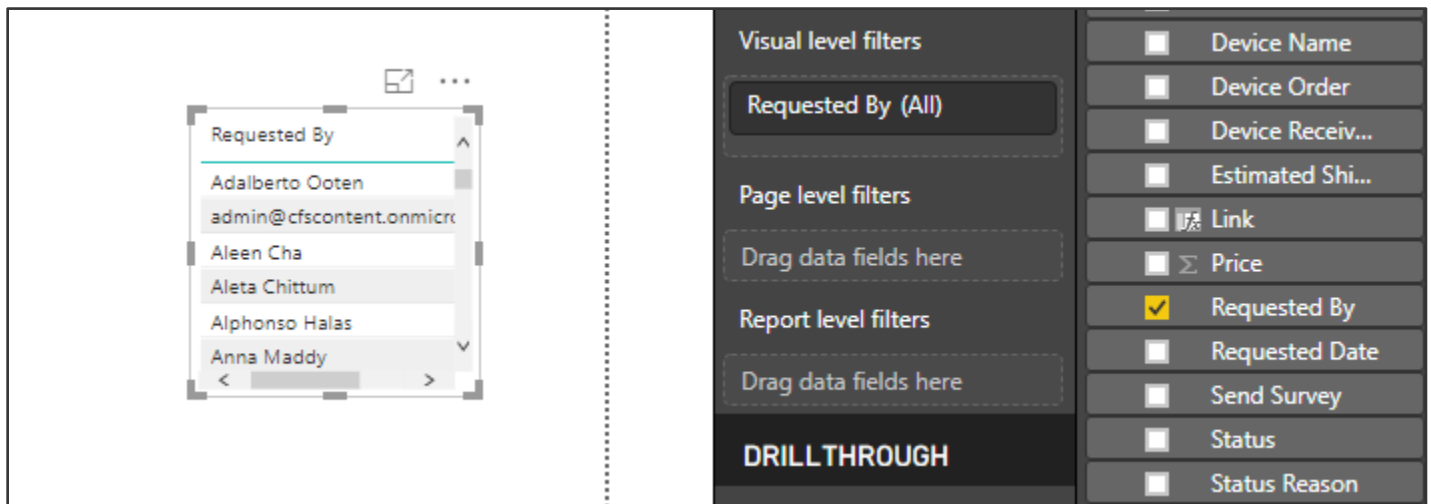 Requested By
Adalberto Ooten
admin@cfscontent.onmicrc
Aleen Cha
Aleta Chittum
Alphonso Halas
Anna Maddy
Visual level filters
Requested By (All)
Page level filters
Drag data fields here
Report level filters
Drag data fields here
DRILLTHROUGH
Device Name
Device Order
Device Receiv...
Estimated Shi...
Link
Price
Requested By
Requested Date
Send Survey
Status
Status Reason